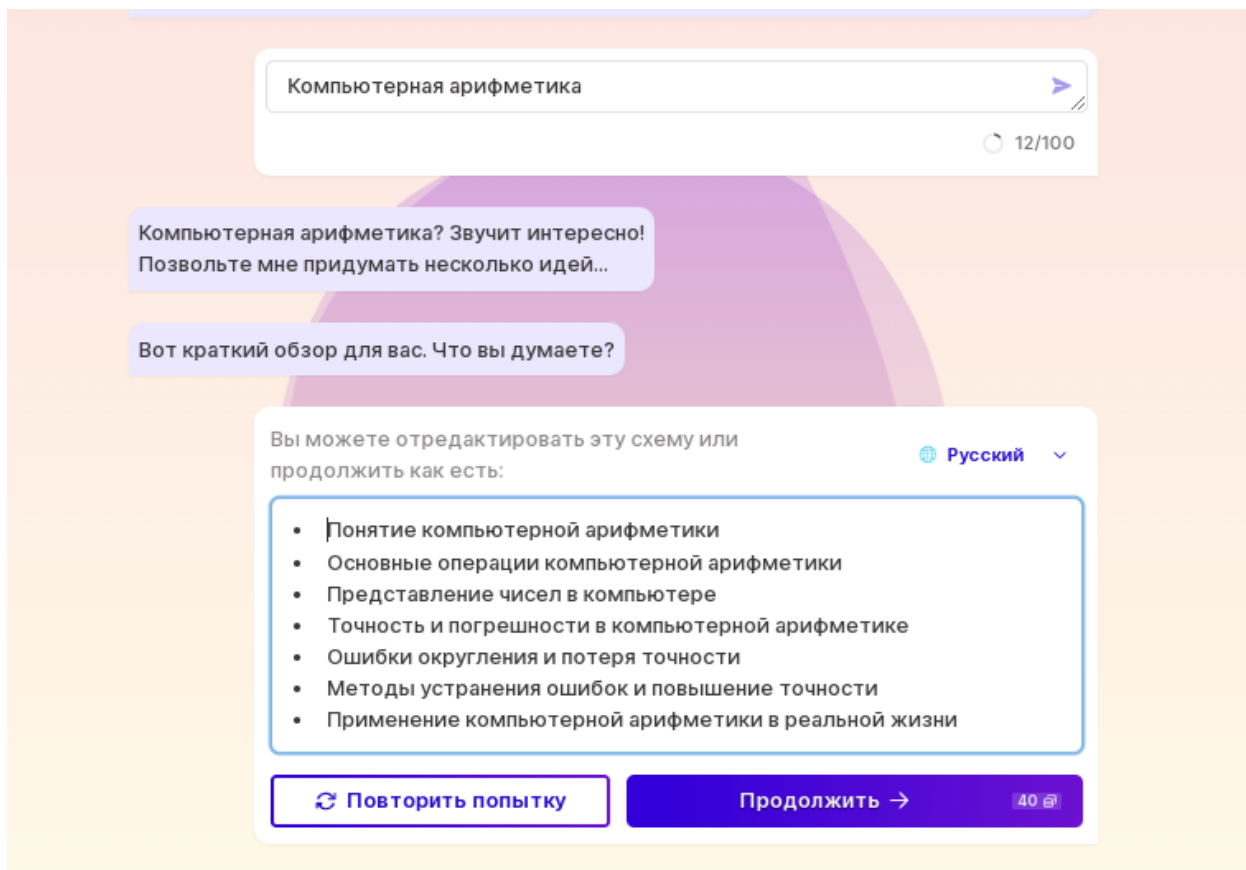 Компьютерная арифметика
12/100
Компьютерная арифметика? Звучит интересно!
Позвольте мне придумать несколько идей...
Вот краткий обзор для вас. Что вы думаете?
Вы можете отредактировать эту схему или
продолжить как есть:
Русский
• Понятие компьютерной арифметики
• Основные операции компьютерной арифметики
• Представление чисел в компьютере
• Точность и погрешности в компьютерной арифметике
• Ошибки округления и потеря точности
• Методы устранения ошибок и повышение точности
• Применение компьютерной арифметики в реальной жизни
Повторить попытку
Продолжить → 40